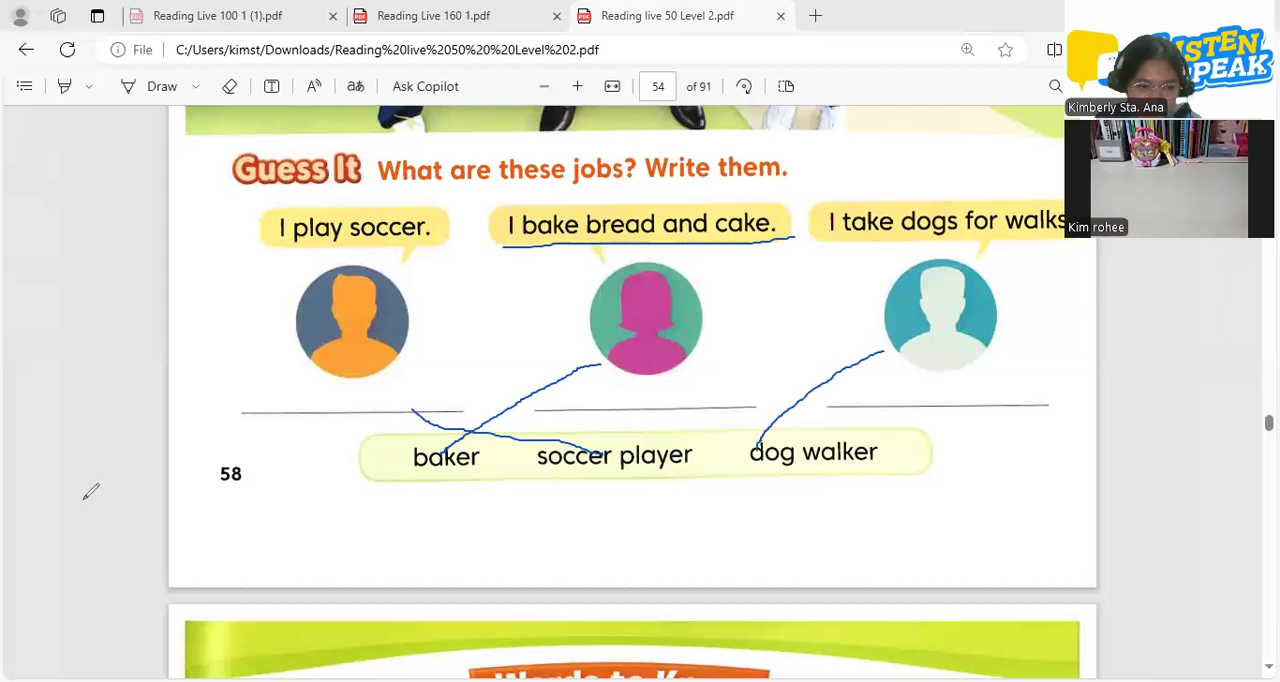 Reading Live 100 1 (1).pdf
Reading Live 160 1.pdf
Reading live 50 Level 2.pdf
File
C:/Users/kimst/Downloads/Reading%20live%2050%20%20Level%202.pdf
Draw
Ask Copilot
54 of 91
Kimberly Sta. Ana
Kim rohee
Guess It What are these jobs? Write them.
I play soccer.
I bake bread and cake.
I take dogs for walks
baker soccer player dog walker
58